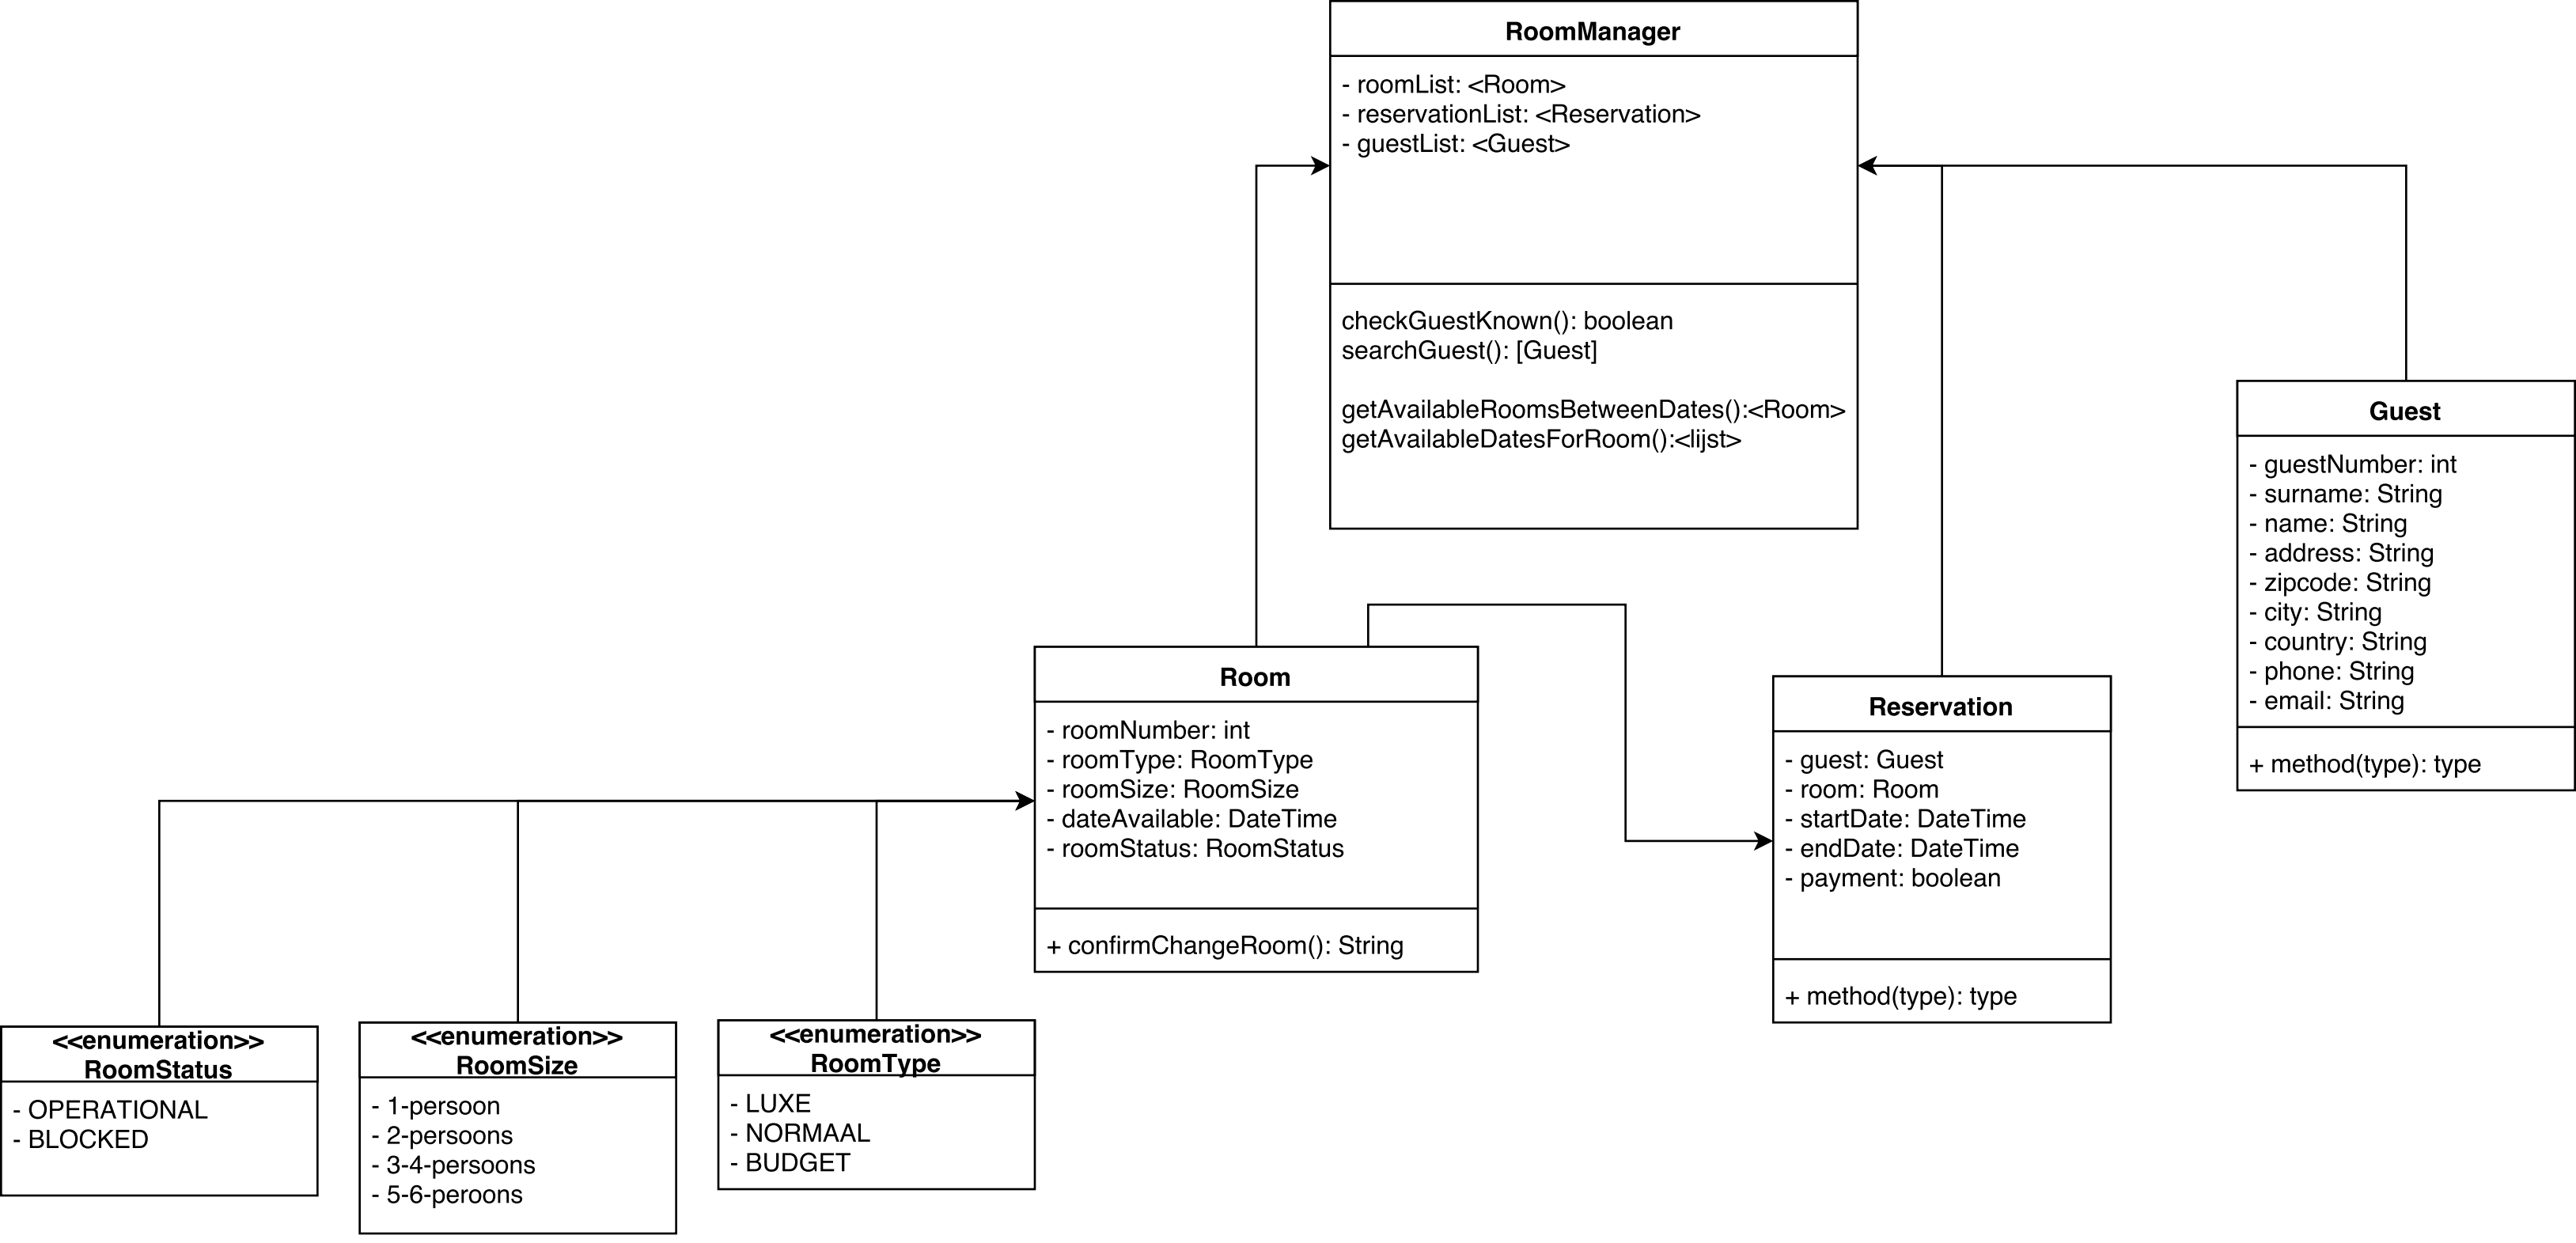 RoomManager
- roomList: <Room>
- reservationList: <Reservation>
- guestList: <Guest>
checkGuestKnown(): boolean
searchGuest(): [Guest]
getAvailableRoomsBetweenDates():<Room>
getAvailableDatesForRoom():<lijst>
Guest
- guestNumber: int
- surname: String
- name: String
- address: String
- zipcode: String
- city: String
- country: String
- phone: String
- email: String
+ method(type): type
Room
- roomNumber: int
- roomType: RoomType
- roomSize: RoomSize
- dateAvailable: DateTime
- roomStatus: RoomStatus
+ confirmChangeRoom(): String
Reservation
- guest: Guest
- room: Room
- startDate: DateTime
- endDate: DateTime
- payment: boolean
+ method(type): type
<<enumeration>>
RoomStatus
- OPERATIONAL
- BLOCKED
<<enumeration>>
RoomSize
- 1-persoon
- 2-persoons
- 3-4-persoons
- 5-6-peroons
<<enumeration>>
RoomType
- LUXE
- NORMAAL
- BUDGET